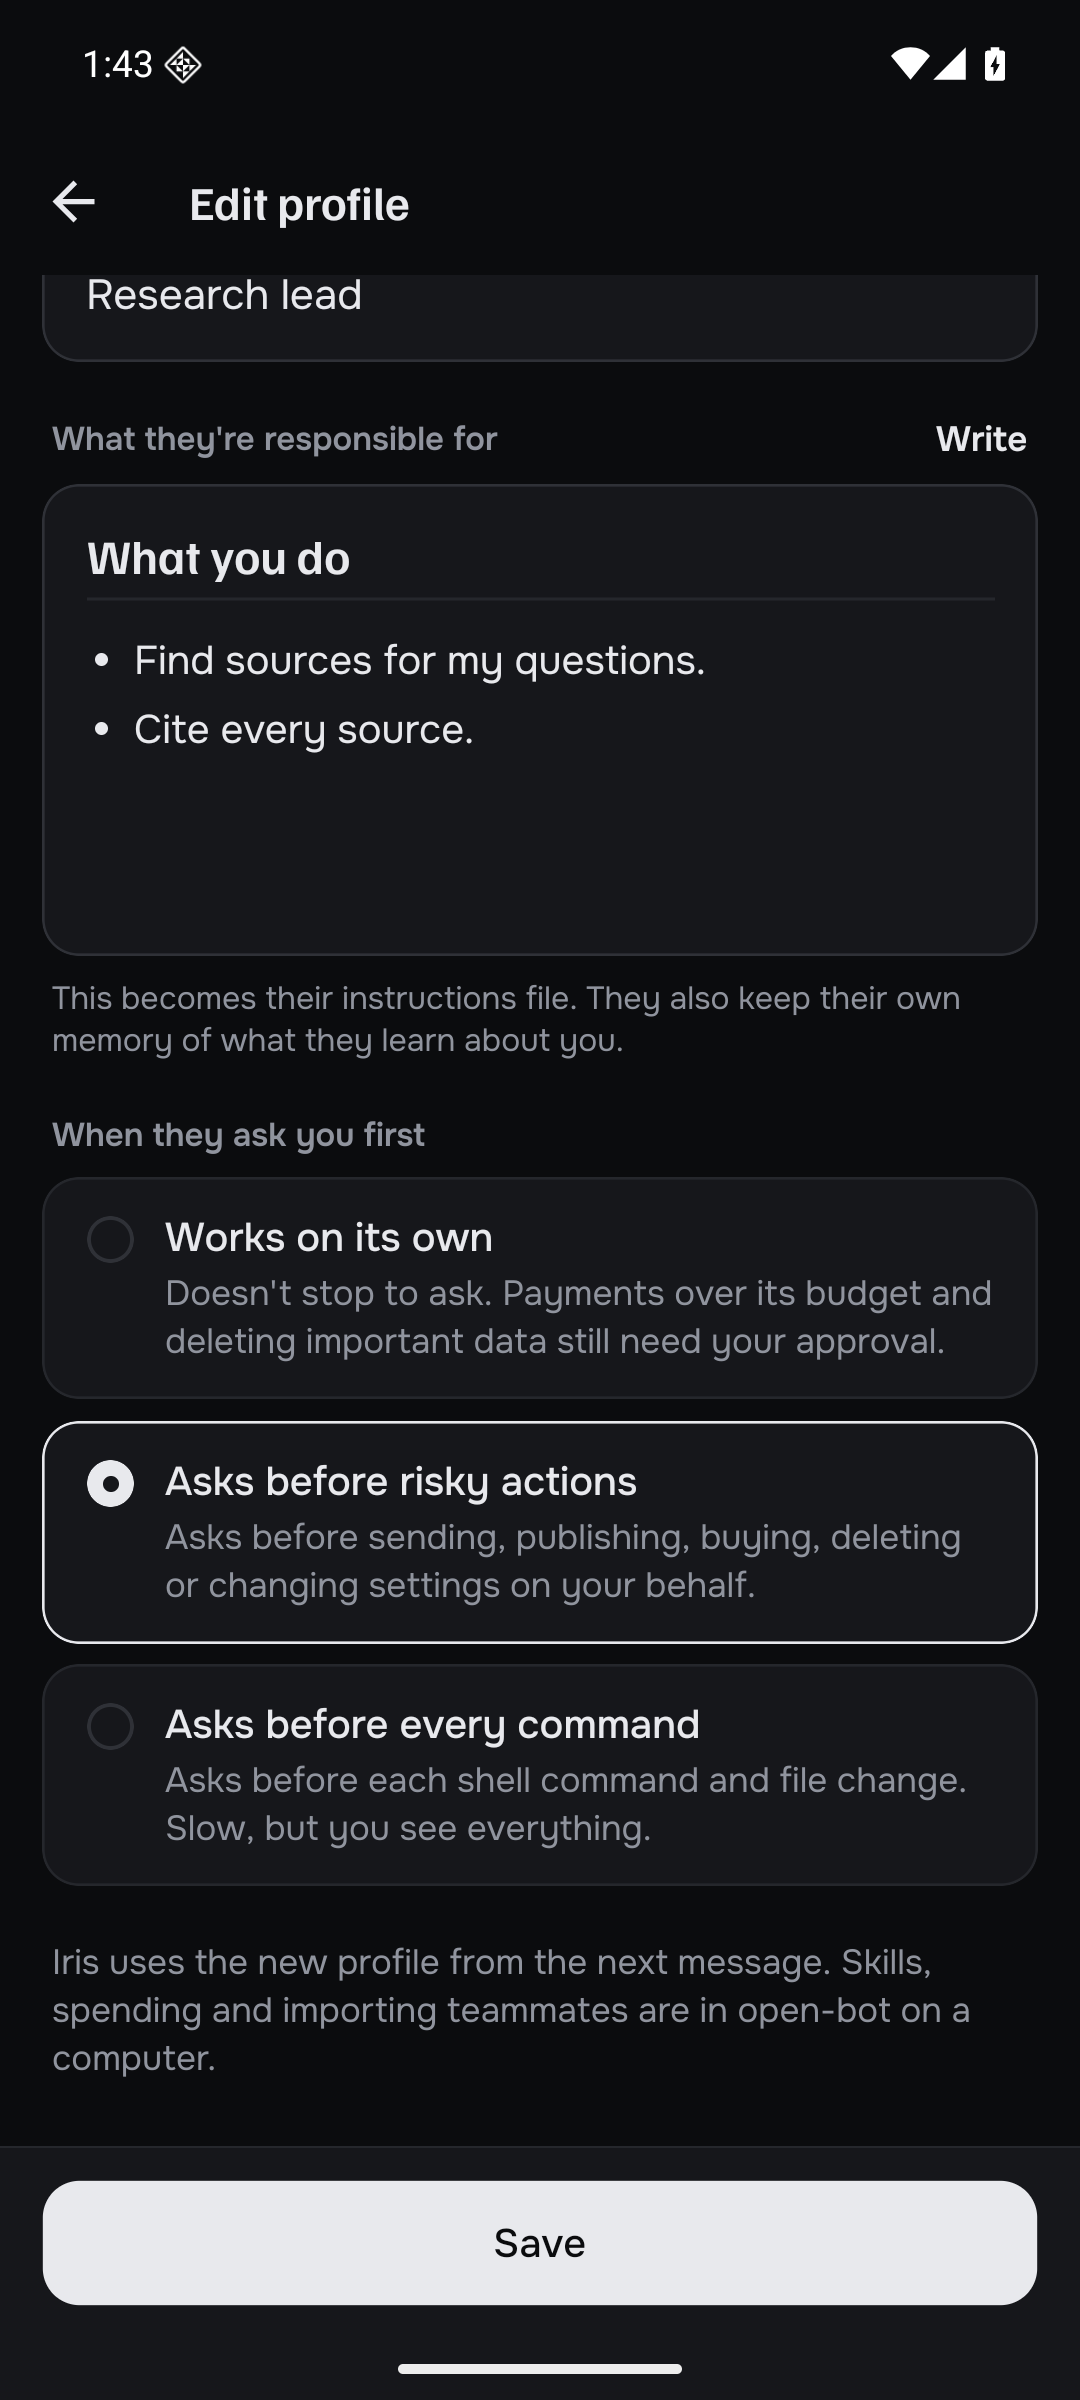 1:43
Edit profile
Research lead
What they're responsible for
Write
What you do
• Find sources for my questions.
• Cite every source.
This becomes their instructions file. They also keep their own
memory of what they learn about you.
When they ask you first
Works on its own
Doesn't stop to ask. Payments over its budget and
deleting important data still need your approval.
Asks before risky actions
Asks before sending, publishing, buying, deleting
or changing settings on your behalf.
Asks before every command
Asks before each shell command and file change.
Slow, but you see everything.
Iris uses the new profile from the next message. Skills,
spending and importing teammates are in open-bot on a
computer.
Save